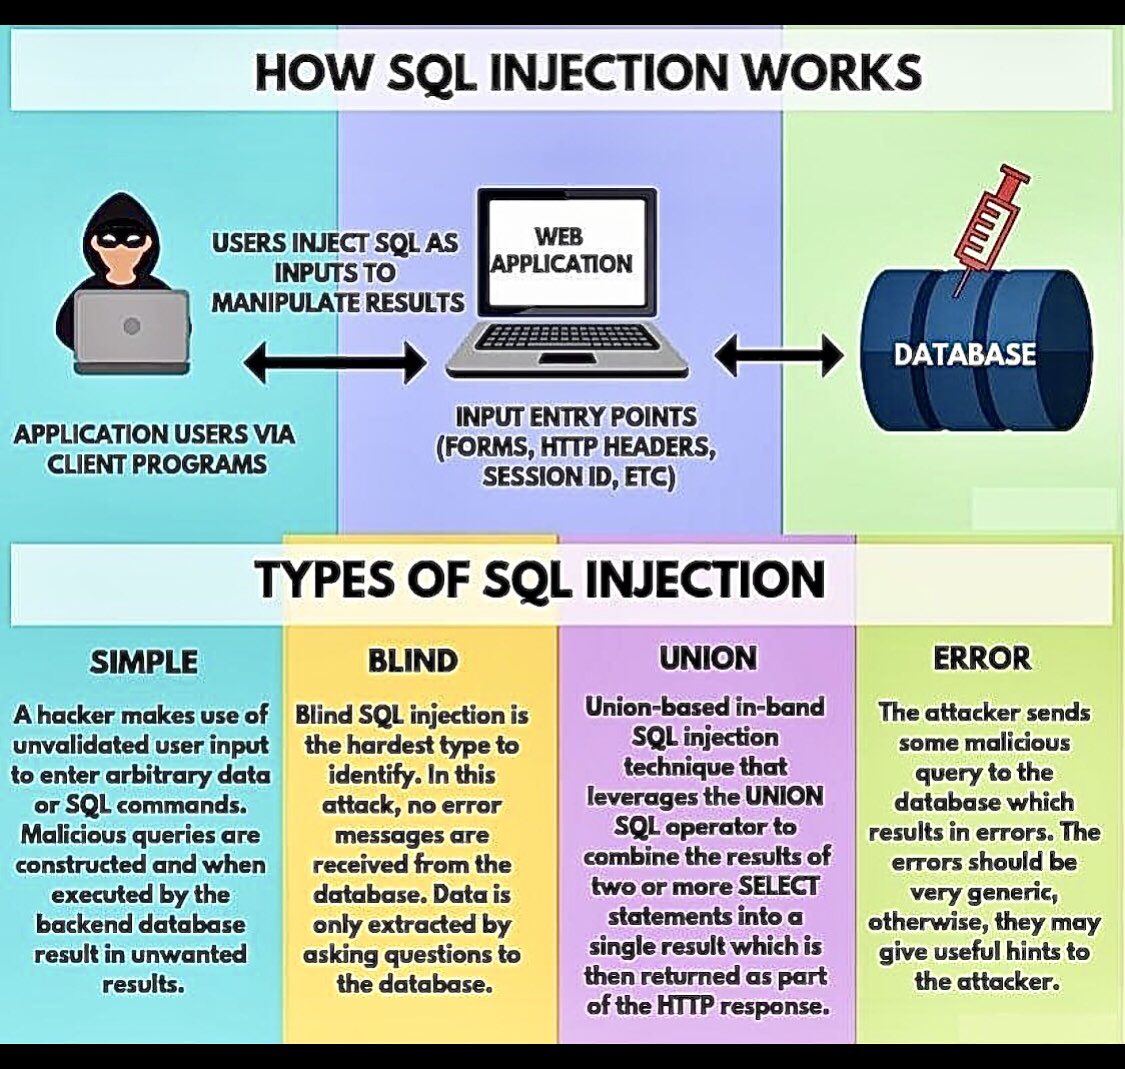 HOW SQL INJECTION WORKS
USERS INJECT SQL AS
INPUTS TO
MANIPULATE RESULTS
WEB
APPLICATION
DATABASE
APPLICATION USERS VIA
CLIENT PROGRAMS
INPUT ENTRY POINTS
(FORMS, HTTP HEADERS,
SESSION ID, ETC)
TYPES OF SQL INJECTION
SIMPLE
A hacker makes use of
unvalidated user input
to enter arbitrary data
or SQL commands.
Malicious queries are
constructed and when
executed by the
backend database
result in unwanted
results.
BLIND
Blind SQL injection is
the hardest type to
identify. In this
attack, no error
messages are
received from the
database. Data is
only extracted by
asking questions to
the database.
UNION
Union-based in-band
SQL injection
technique that
leverages the UNION
SQL operator to
combine the results of
two or more SELECT
statements into a
single result which is
then returned as part
of the HTTP response.
ERROR
The attacker sends
some malicious
query to the
database which
results in errors. The
errors should be
very generic,
otherwise, they may
give useful hints to
the attacker.